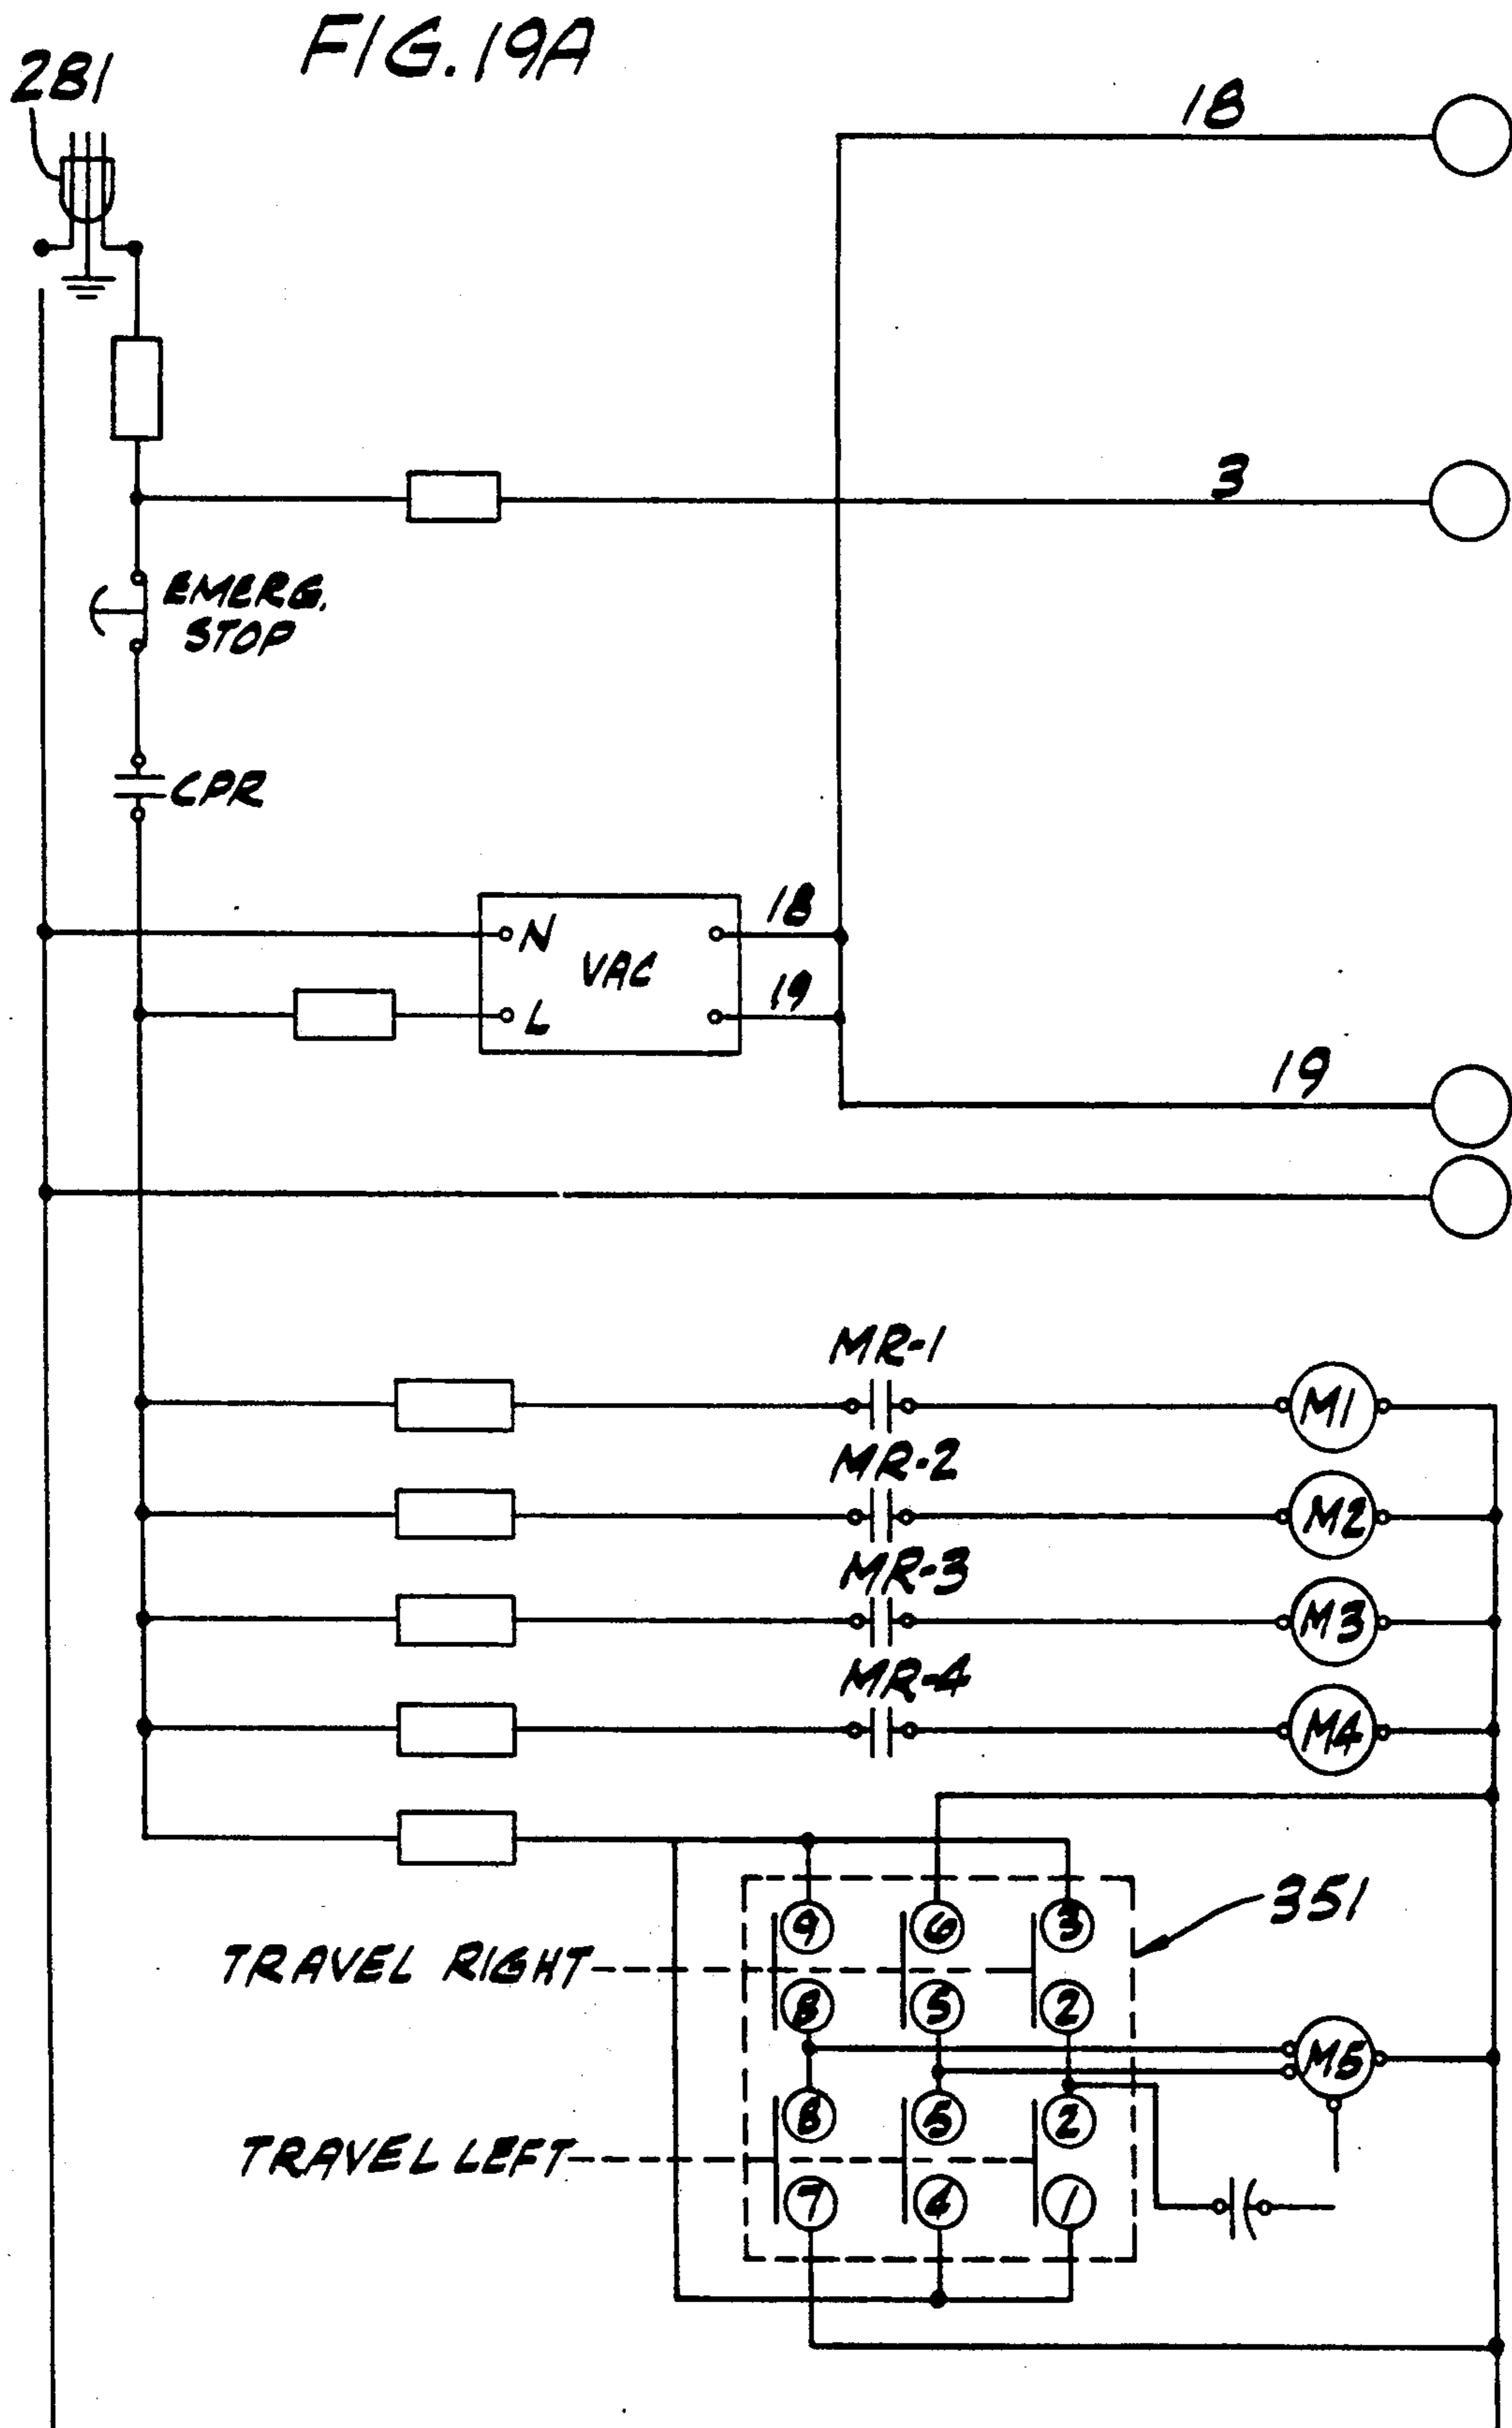 FIG. 19A
281
18
3
EMERG.
STOP
CPR
N
18
VAC
L
19
19
MR-1
M1
MR-2
M2
MR-3
M3
MR-4
M4
351
9
6
3
TRAVEL RIGHT
8
5
2
M5
8
5
2
TRAVEL LEFT
7
4
1